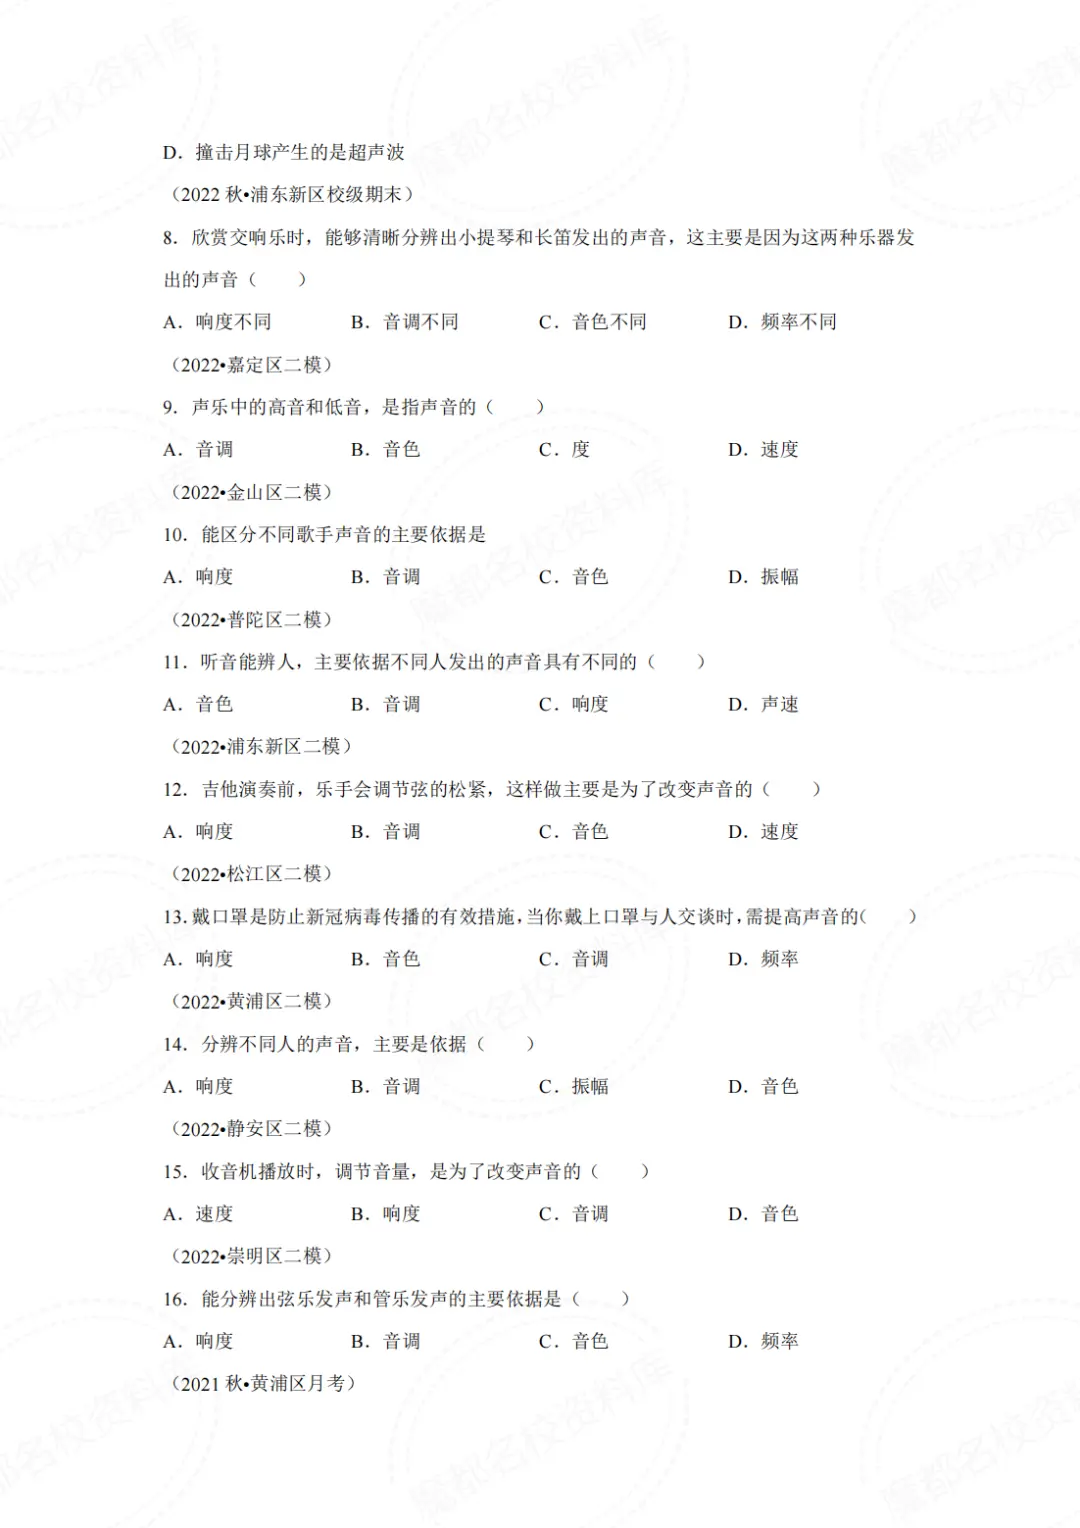 D．撞击月球产生的是超声波
（2022 秋•浦东新区校级期末）
8．欣赏交响乐时，能够清晰分辨出小提琴和长笛发出的声音，这主要是因为这两种乐器发
出的声音（　　）
A．响度不同 B．音调不同 C．音色不同 D．频率不同
（2022•嘉定区二模）
9．声乐中的高音和低音，是指声音的（　　）
A．音调 B．音色 C．度 D．速度
（2022•金山区二模）
10．能区分不同歌手声音的主要依据是
A．响度 B．音调 C．音色 D．振幅
（2022•普陀区二模）
11．听音能辨人，主要依据不同人发出的声音具有不同的（　　）
A．音色 B．音调 C．响度 D．声速
（2022•浦东新区二模）
12．吉他演奏前，乐手会调节弦的松紧，这样做主要是为了改变声音的（　　）
A．响度 B．音调 C．音色 D．速度
（2022•松江区二模）
13．戴口罩是防止新冠病毒传播的有效措施，当你戴上口罩与人交谈时，需提高声音的（　　）
A．响度 B．音色 C．音调 D．频率
（2022•黄浦区二模）
14．分辨不同人的声音，主要是依据（　　）
A．响度 B．音调 C．振幅 D．音色
（2022•静安区二模）
15．收音机播放时，调节音量，是为了改变声音的（　　）
A．速度 B．响度 C．音调 D．音色
（2022•崇明区二模）
16．能分辨出弦乐发声和管乐发声的主要依据是（　　）
A．响度 B．音调 C．音色 D．频率
（2021 秋•黄浦区月考）
魔都名校资料库